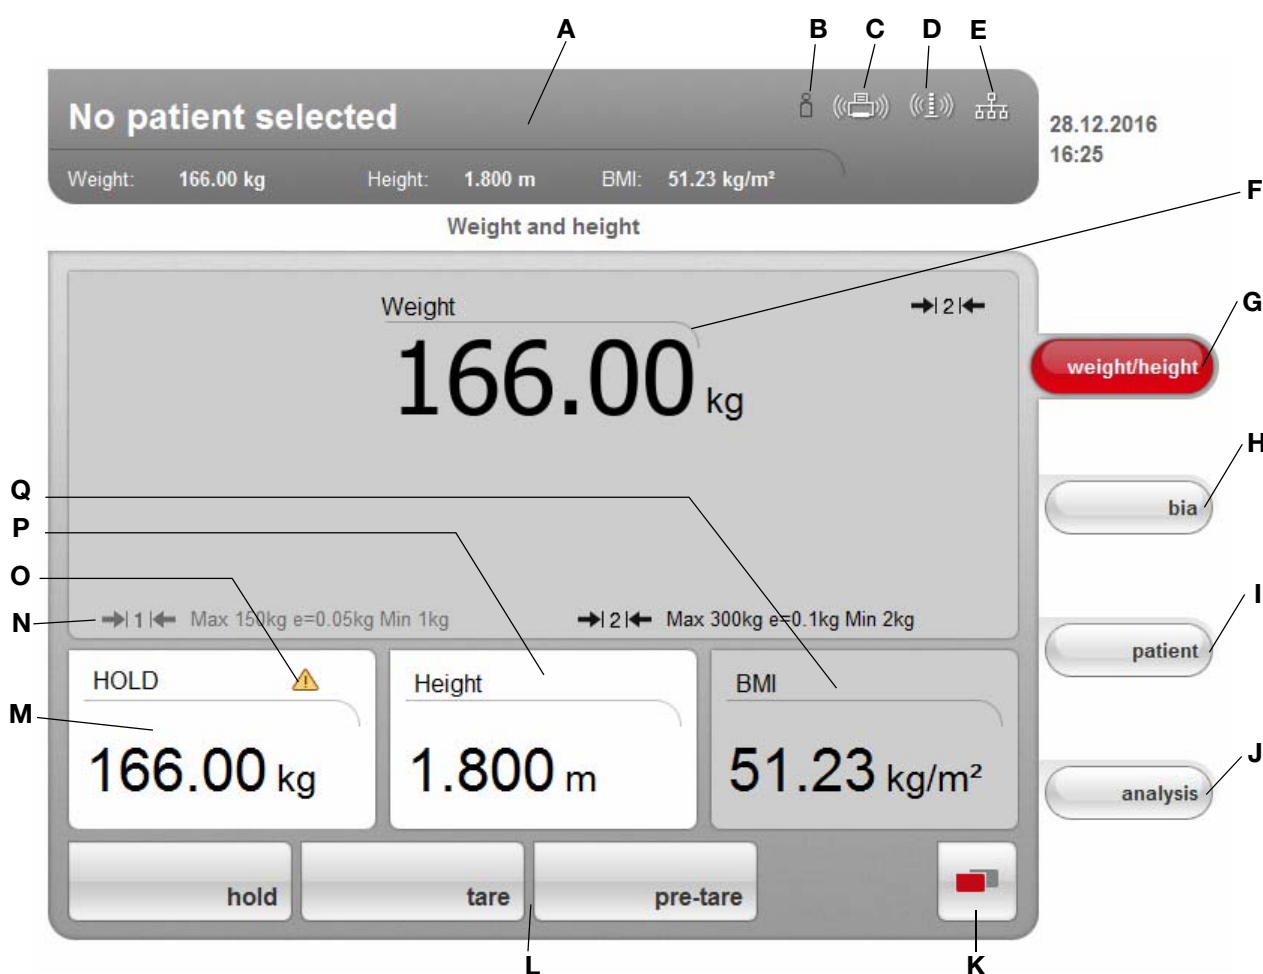 A B C D E
No patient selected
28.12.2016
16:25
Weight: 166.00 kg Height: 1.800 m BMI: 51.23 kg/m²
F
Weight and height
Weight
2
G
166.00 kg
weight/height
H
Q
bia
P
O
I
N
1 Max 150kg e=0.05kg Min 1kg 2 Max 300kg e=0.1kg Min 2kg
patient
HOLD Height BMI
M
J
166.00 kg 1.800 m 51.23 kg/m²
analysis
hold tare pre-tare
L K